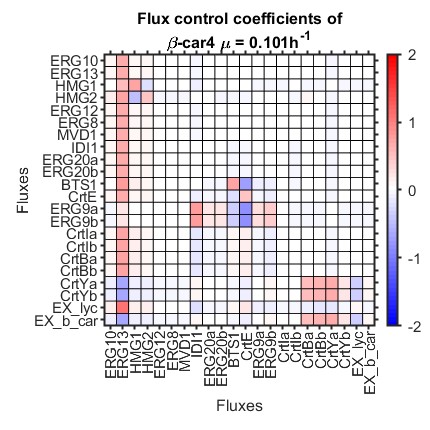 Flux control coefficients of
β-car4 μ = 0.101h⁻¹
ERG10
ERG13
HMG1
HMG2
ERG12
ERG8
MVD1
IDI1
ERG20a
ERG20b
BTS1
CrtE
ERG9a
ERG9b
CrtIa
CrtIb
CrtBa
CrtBb
CrtYa
CrtYb
EX_lyc
EX_b_car
Fluxes
ERG10
ERG13
HMG1
HMG2
ERG12
ERG8
MVD1
IDI1
ERG20a
ERG20b
BTS1
CrtE
ERG9a
ERG9b
CrtIa
CrtIb
CrtBa
CrtBb
CrtYa
CrtYb
EX_lyc
EX_b_car
Fluxes
2
1
0
-1
-2